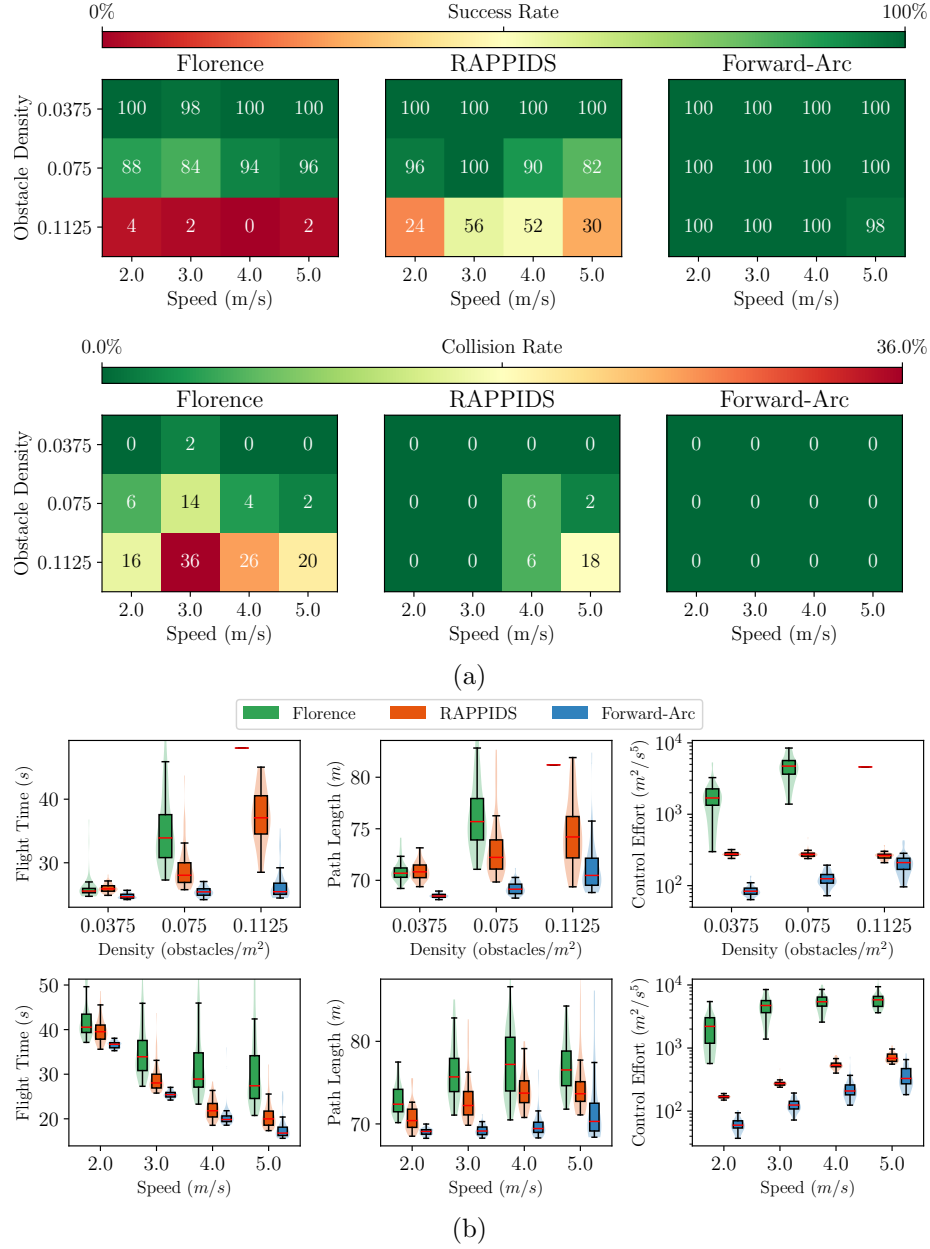 0% Success Rate 100%
Florence RAPPIDS Forward-Arc
Obstacle Density
0.0375 100 98 100 100 100 100 100 100 100 100 100 100
0.075 88 84 94 96 96 100 90 82 100 100 100 100
0.1125 4 2 0 2 24 56 52 30 100 100 100 98
2.0 3.0 4.0 5.0 2.0 3.0 4.0 5.0 2.0 3.0 4.0 5.0
Speed (m/s) Speed (m/s) Speed (m/s)
0.0% Collision Rate 36.0%
Florence RAPPIDS Forward-Arc
Obstacle Density
0.0375 0 2 0 0 0 0 0 0 0 0 0 0
0.075 6 14 4 2 0 0 6 2 0 0 0 0
0.1125 16 36 26 20 0 0 6 18 0 0 0 0
2.0 3.0 4.0 5.0 2.0 3.0 4.0 5.0 2.0 3.0 4.0 5.0
Speed (m/s) Speed (m/s) Speed (m/s)
(a)
Florence RAPPIDS Forward-Arc
Flight Time (s)
40
30
0.0375 0.075 0.1125
Density (obstacles/m²)
Path Length (m)
80
75
70
0.0375 0.075 0.1125
Density (obstacles/m²)
Control Effort (m²/s⁵)
10⁴
10³
10²
0.0375 0.075 0.1125
Density (obstacles/m²)
Flight Time (s)
50
40
30
20
2.0 3.0 4.0 5.0
Speed (m/s)
Path Length (m)
80
70
2.0 3.0 4.0 5.0
Speed (m/s)
Control Effort (m²/s⁵)
10⁴
10³
10²
2.0 3.0 4.0 5.0
Speed (m/s)
(b)